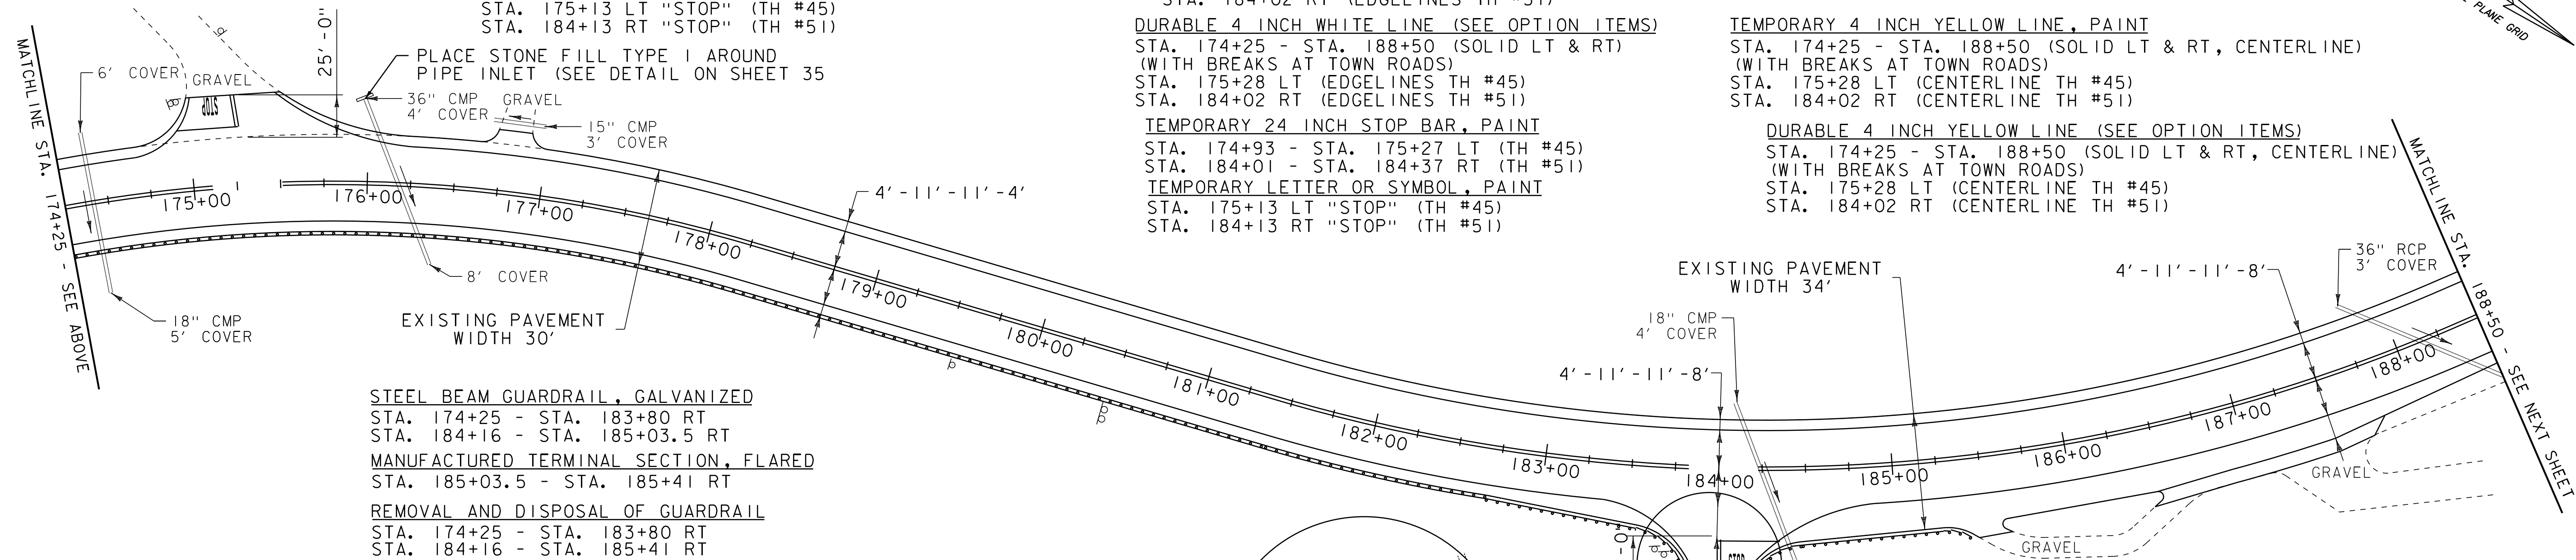 STA. 175+13 LT "STOP" (TH #45)
STA. 184+13 RT "STOP" (TH #51)
PLACE STONE FILL TYPE I AROUND
PIPE INLET (SEE DETAIL ON SHEET 35
STA. 184+02 RT (EDGELINES TH #51)
DURABLE 4 INCH WHITE LINE (SEE OPTION ITEMS)
STA. 174+25 - STA. 188+50 (SOLID LT & RT)
(WITH BREAKS AT TOWN ROADS)
STA. 175+28 LT (EDGELINES TH #45)
STA. 184+02 RT (EDGELINES TH #51)
TEMPORARY 24 INCH STOP BAR, PAINT
STA. 174+93 - STA. 175+27 LT (TH #45)
STA. 184+01 - STA. 184+37 RT (TH #51)
TEMPORARY LETTER OR SYMBOL, PAINT
STA. 175+13 LT "STOP" (TH #45)
STA. 184+13 RT "STOP" (TH #51)
TEMPORARY 4 INCH YELLOW LINE, PAINT
STA. 174+25 - STA. 188+50 (SOLID LT & RT, CENTERLINE)
(WITH BREAKS AT TOWN ROADS)
STA. 175+28 LT (CENTERLINE TH #45)
STA. 184+02 RT (CENTERLINE TH #51)
DURABLE 4 INCH YELLOW LINE (SEE OPTION ITEMS)
STA. 174+25 - STA. 188+50 (SOLID LT & RT, CENTERLINE)
(WITH BREAKS AT TOWN ROADS)
STA. 175+28 LT (CENTERLINE TH #45)
STA. 184+02 RT (CENTERLINE TH #51)
PLANE GRID
MATCHLINE STA. 174+25 - SEE ABOVE
6' COVER
GRAVEL
STOP
25'-0"
36" CMP
4' COVER
GRAVEL
15" CMP
3' COVER
175+00
176+00
177+00
178+00
179+00
180+00
181+00
182+00
183+00
184+00
185+00
186+00
187+00
188+00
4'-11'-11'-4'
8' COVER
18" CMP
5' COVER
EXISTING PAVEMENT
WIDTH 30'
EXISTING PAVEMENT
WIDTH 34'
18" CMP
4' COVER
4'-11'-11'-8'
4'-11'-11'-8'
36" RCP
3' COVER
MATCHLINE STA. 188+50 - SEE NEXT SHEET
GRAVEL
GRAVEL
STOP
STEEL BEAM GUARDRAIL, GALVANIZED
STA. 174+25 - STA. 183+80 RT
STA. 184+16 - STA. 185+03.5 RT
MANUFACTURED TERMINAL SECTION, FLARED
STA. 185+03.5 - STA. 185+41 RT
REMOVAL AND DISPOSAL OF GUARDRAIL
STA. 174+25 - STA. 183+80 RT
STA. 184+16 - STA. 185+41 RT